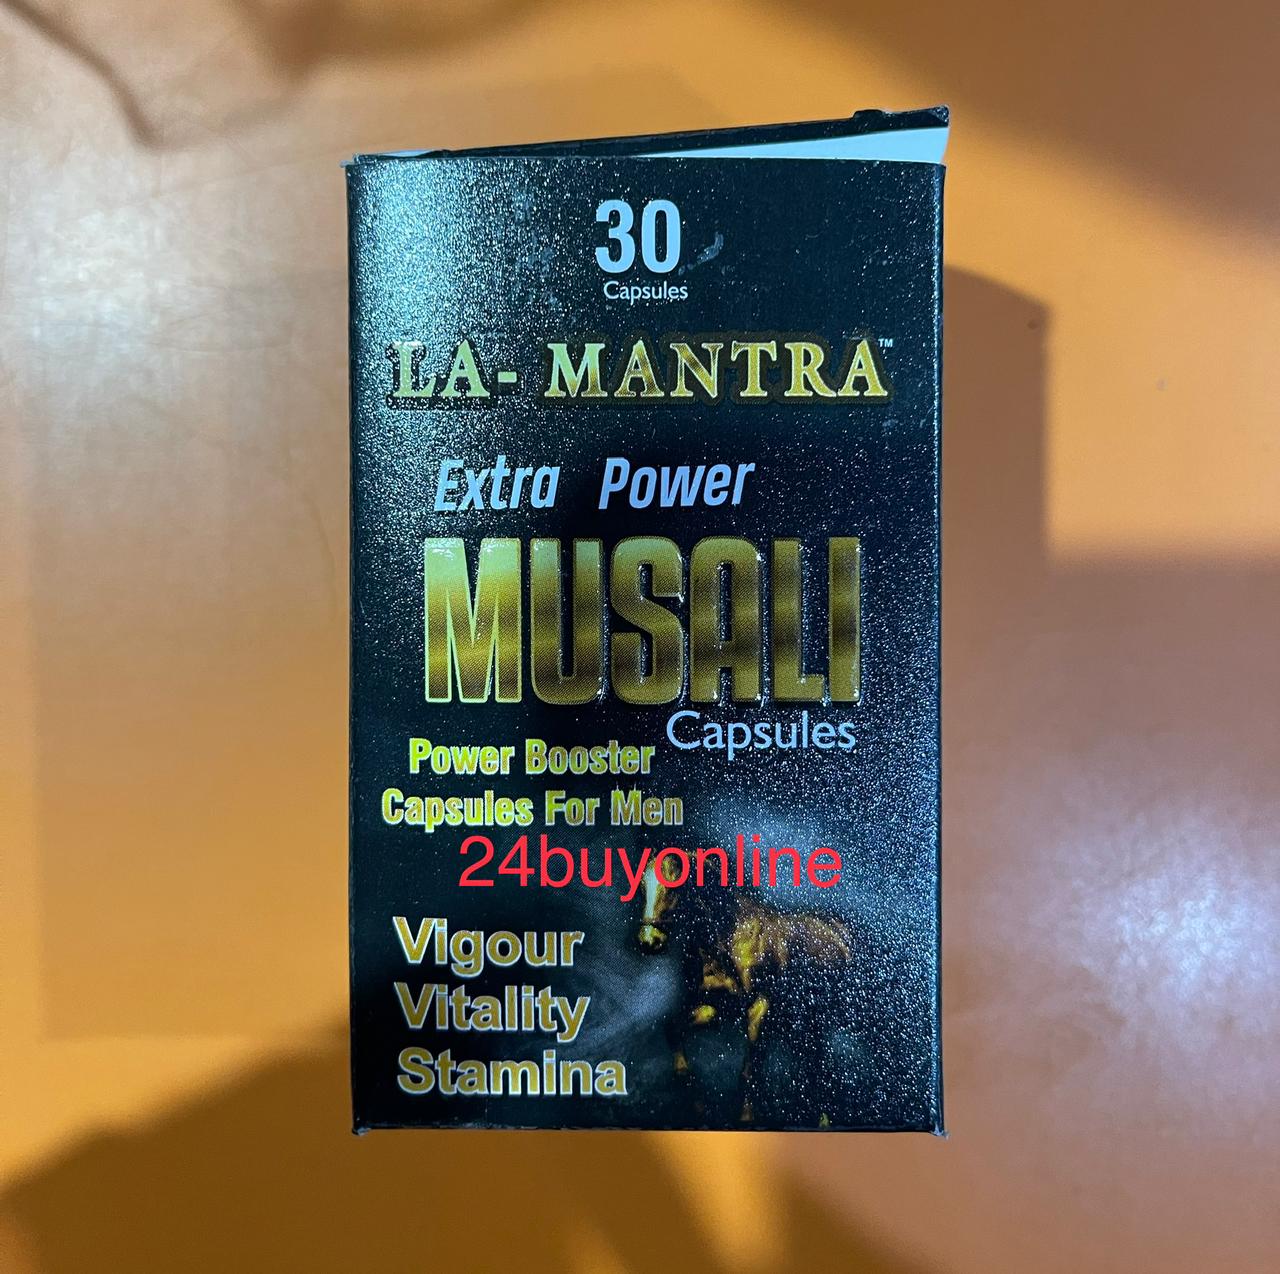 30
Capsules
LA- MANTRA™
Extra Power
MUSALI
Capsules
Power Booster
Capsules For Men
24buyonline
Vigour
Vitality
Stamina